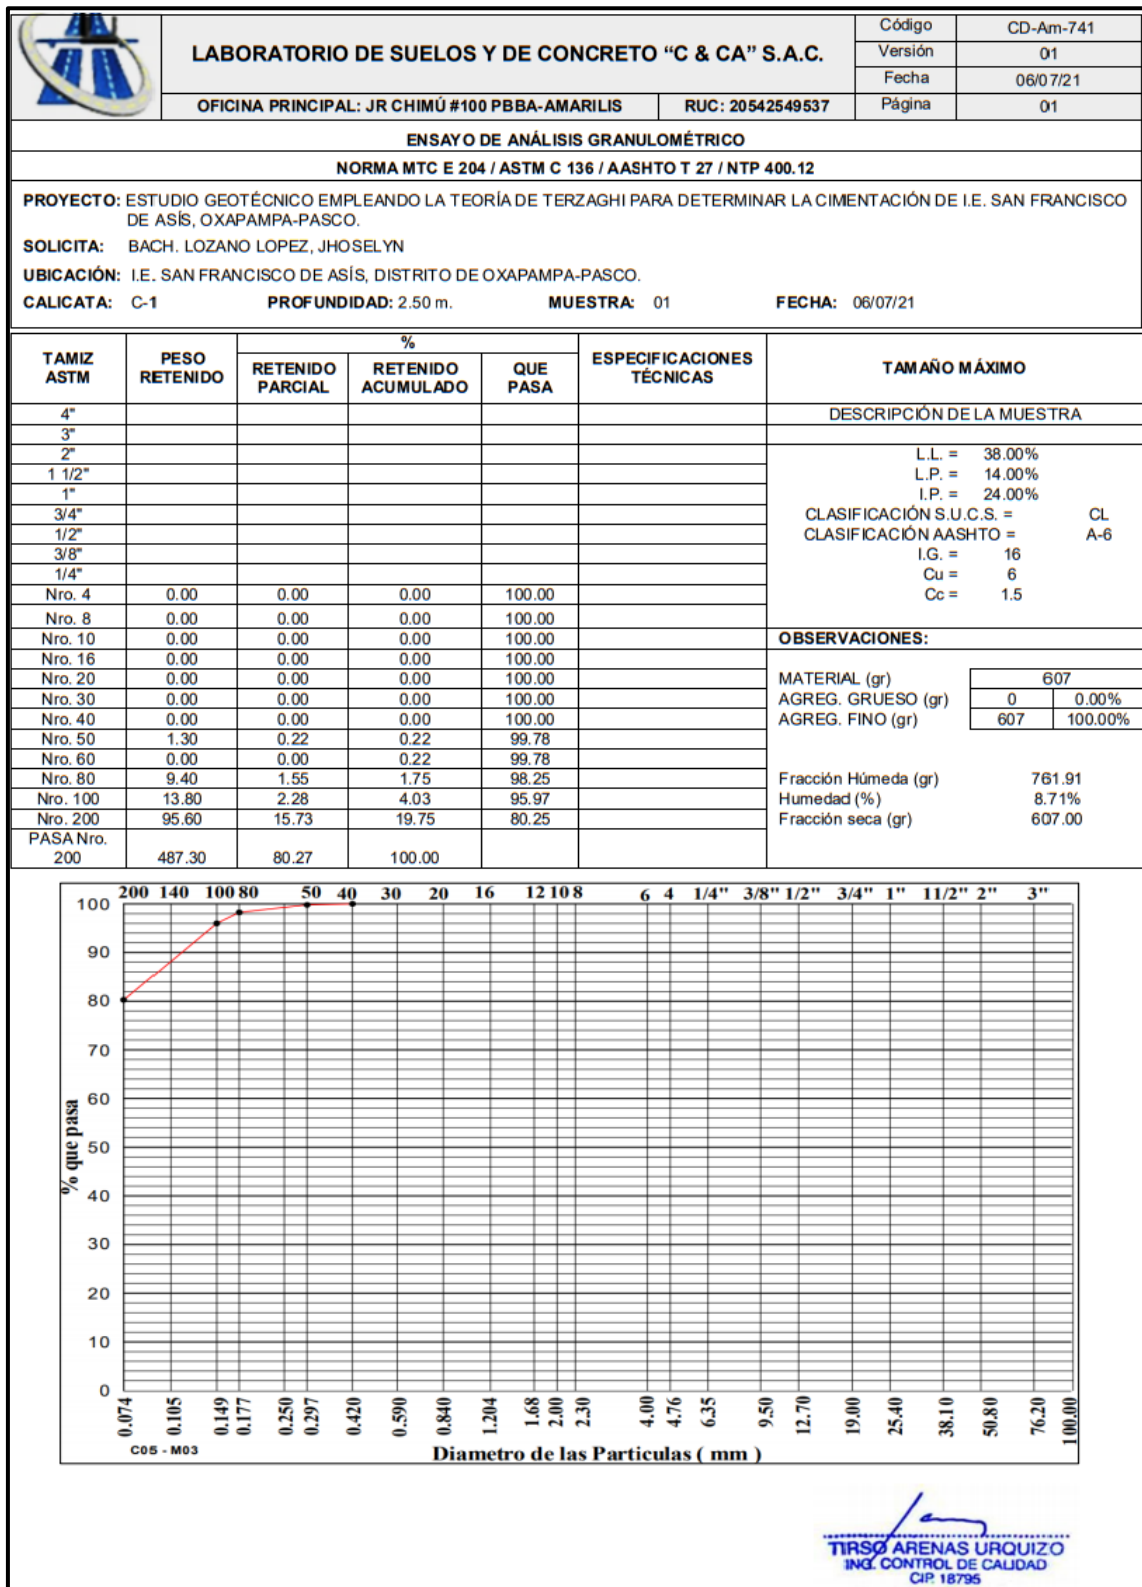 LABORATORIO DE SUELOS Y DE CONCRETO “C & CA” S.A.C.
Código CD-Am-741
Versión 01
Fecha 06/07/21
OFICINA PRINCIPAL: JR CHIMÚ #100 PBBA-AMARILIS RUC: 20542549537 Página 01
ENSAYO DE ANÁLISIS GRANULOMÉTRICO
NORMA MTC E 204 / ASTM C 136 / AASHTO T 27 / NTP 400.12
PROYECTO: ESTUDIO GEOTÉCNICO EMPLEANDO LA TEORÍA DE TERZAGHI PARA DETERMINAR LA CIMENTACIÓN DE I.E. SAN FRANCISCO
DE ASÍS, OXAPAMPA-PASCO.
SOLICITA: BACH. LOZANO LOPEZ, JHOSELYN
UBICACIÓN: I.E. SAN FRANCISCO DE ASÍS, DISTRITO DE OXAPAMPA-PASCO.
CALICATA: C-1 PROFUNDIDAD: 2.50 m. MUESTRA: 01 FECHA: 06/07/21
TAMIZ ASTM PESO RETENIDO % RETENIDO PARCIAL RETENIDO ACUMULADO QUE PASA ESPECIFICACIONES TÉCNICAS TAMAÑO MÁXIMO
4" DESCRIPCIÓN DE LA MUESTRA
3"
2" L.L. = 38.00%
1 1/2" L.P. = 14.00%
1" I.P. = 24.00%
3/4" CLASIFICACIÓN S.U.C.S. = CL
1/2" CLASIFICACIÓN AASHTO = A-6
3/8" I.G. = 16
1/4" Cu = 6
Nro. 4 0.00 0.00 0.00 100.00 Cc = 1.5
Nro. 8 0.00 0.00 0.00 100.00
Nro. 10 0.00 0.00 0.00 100.00 OBSERVACIONES:
Nro. 16 0.00 0.00 0.00 100.00
Nro. 20 0.00 0.00 0.00 100.00 MATERIAL (gr) 607
Nro. 30 0.00 0.00 0.00 100.00 AGREG. GRUESO (gr) 0 0.00%
Nro. 40 0.00 0.00 0.00 100.00 AGREG. FINO (gr) 607 100.00%
Nro. 50 1.30 0.22 0.22 99.78
Nro. 60 0.00 0.00 0.22 99.78
Nro. 80 9.40 1.55 1.75 98.25 Fracción Húmeda (gr) 761.91
Nro. 100 13.80 2.28 4.03 95.97 Humedad (%) 8.71%
Nro. 200 95.60 15.73 19.75 80.25 Fracción seca (gr) 607.00
PASA Nro.
200 487.30 80.27 100.00
200 140 100 80 50 40 30 20 16 12 10 8 6 4 1/4" 3/8" 1/2" 3/4" 1" 11/2" 2" 3"
100
90
80
70
60
50
40
30
20
10
0
% que pasa
0.074 0.105 0.149 0.177 0.250 0.297 0.420 0.590 0.840 1.204 1.68 2.00 2.30 4.00 4.76 6.35 9.50 12.70 19.00 25.40 38.10 50.80 76.20 100.00
C05 - M03
Diametro de las Particulas ( mm )
TIRSO ARENAS URQUIZO
ING. CONTROL DE CALIDAD
CIP. 18795